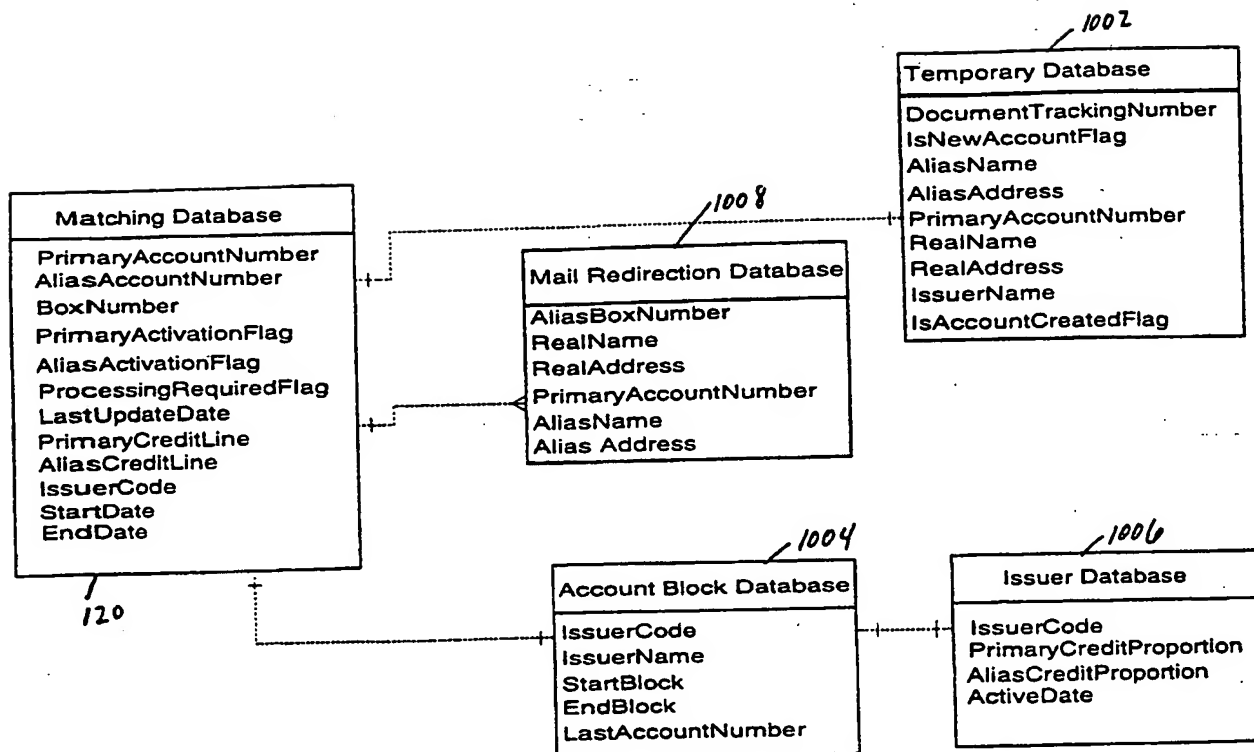 1002
Temporary Database
DocumentTrackingNumber
IsNewAccountFlag
AliasName
AliasAddress
PrimaryAccountNumber
RealName
RealAddress
IssuerName
IsAccountCreatedFlag
Matching Database
PrimaryAccountNumber
AliasAccountNumber
BoxNumber
PrimaryActivationFlag
AliasActivationFlag
ProcessingRequiredFlag
LastUpdateDate
PrimaryCreditLine
AliasCreditLine
IssuerCode
StartDate
EndDate
120
1008
Mail Redirection Database
AliasBoxNumber
RealName
RealAddress
PrimaryAccountNumber
AliasName
Alias Address
1004
Account Block Database
IssuerCode
IssuerName
StartBlock
EndBlock
LastAccountNumber
1006
Issuer Database
IssuerCode
PrimaryCreditProportion
AliasCreditProportion
ActiveDate